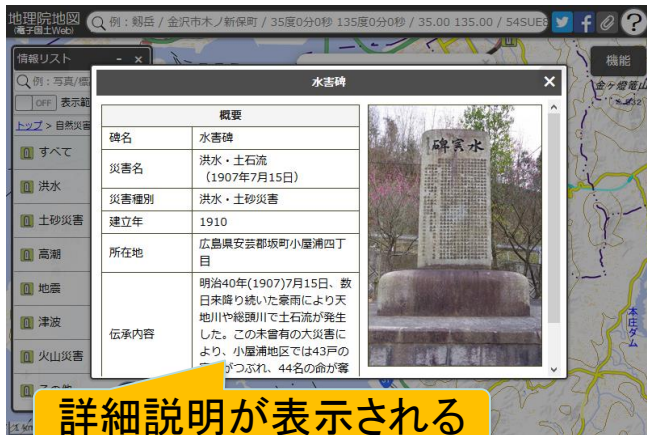 地理院地図
(電子国土Web)
例：剱岳 / 金沢市木ノ新保町 / 35度0分0秒 135度0分0秒 / 35.00 135.00 / 54SUE8
?
情報リスト
- ×
機能
例：写真/標
OFF 表示範
トップ > 自然災害
すべて
洪水
土砂災害
高潮
地震
津波
火山災害
水害碑
×
概要
碑名 水害碑
災害名 洪水・土石流
（1907年7月15日）
災害種別 洪水・土砂災害
建立年 1910
所在地 広島県安芸郡坂町小屋浦四丁
目
伝承内容 明治40年(1907)7月15日、数
日来降り続いた豪雨により天
地川や総頭川で土石流が発生
した。この未曾有の大災害に
より、小屋浦地区では43戸の
がつぶれ、44名の命が奪
碑害水
本庄ダム
詳細説明が表示される